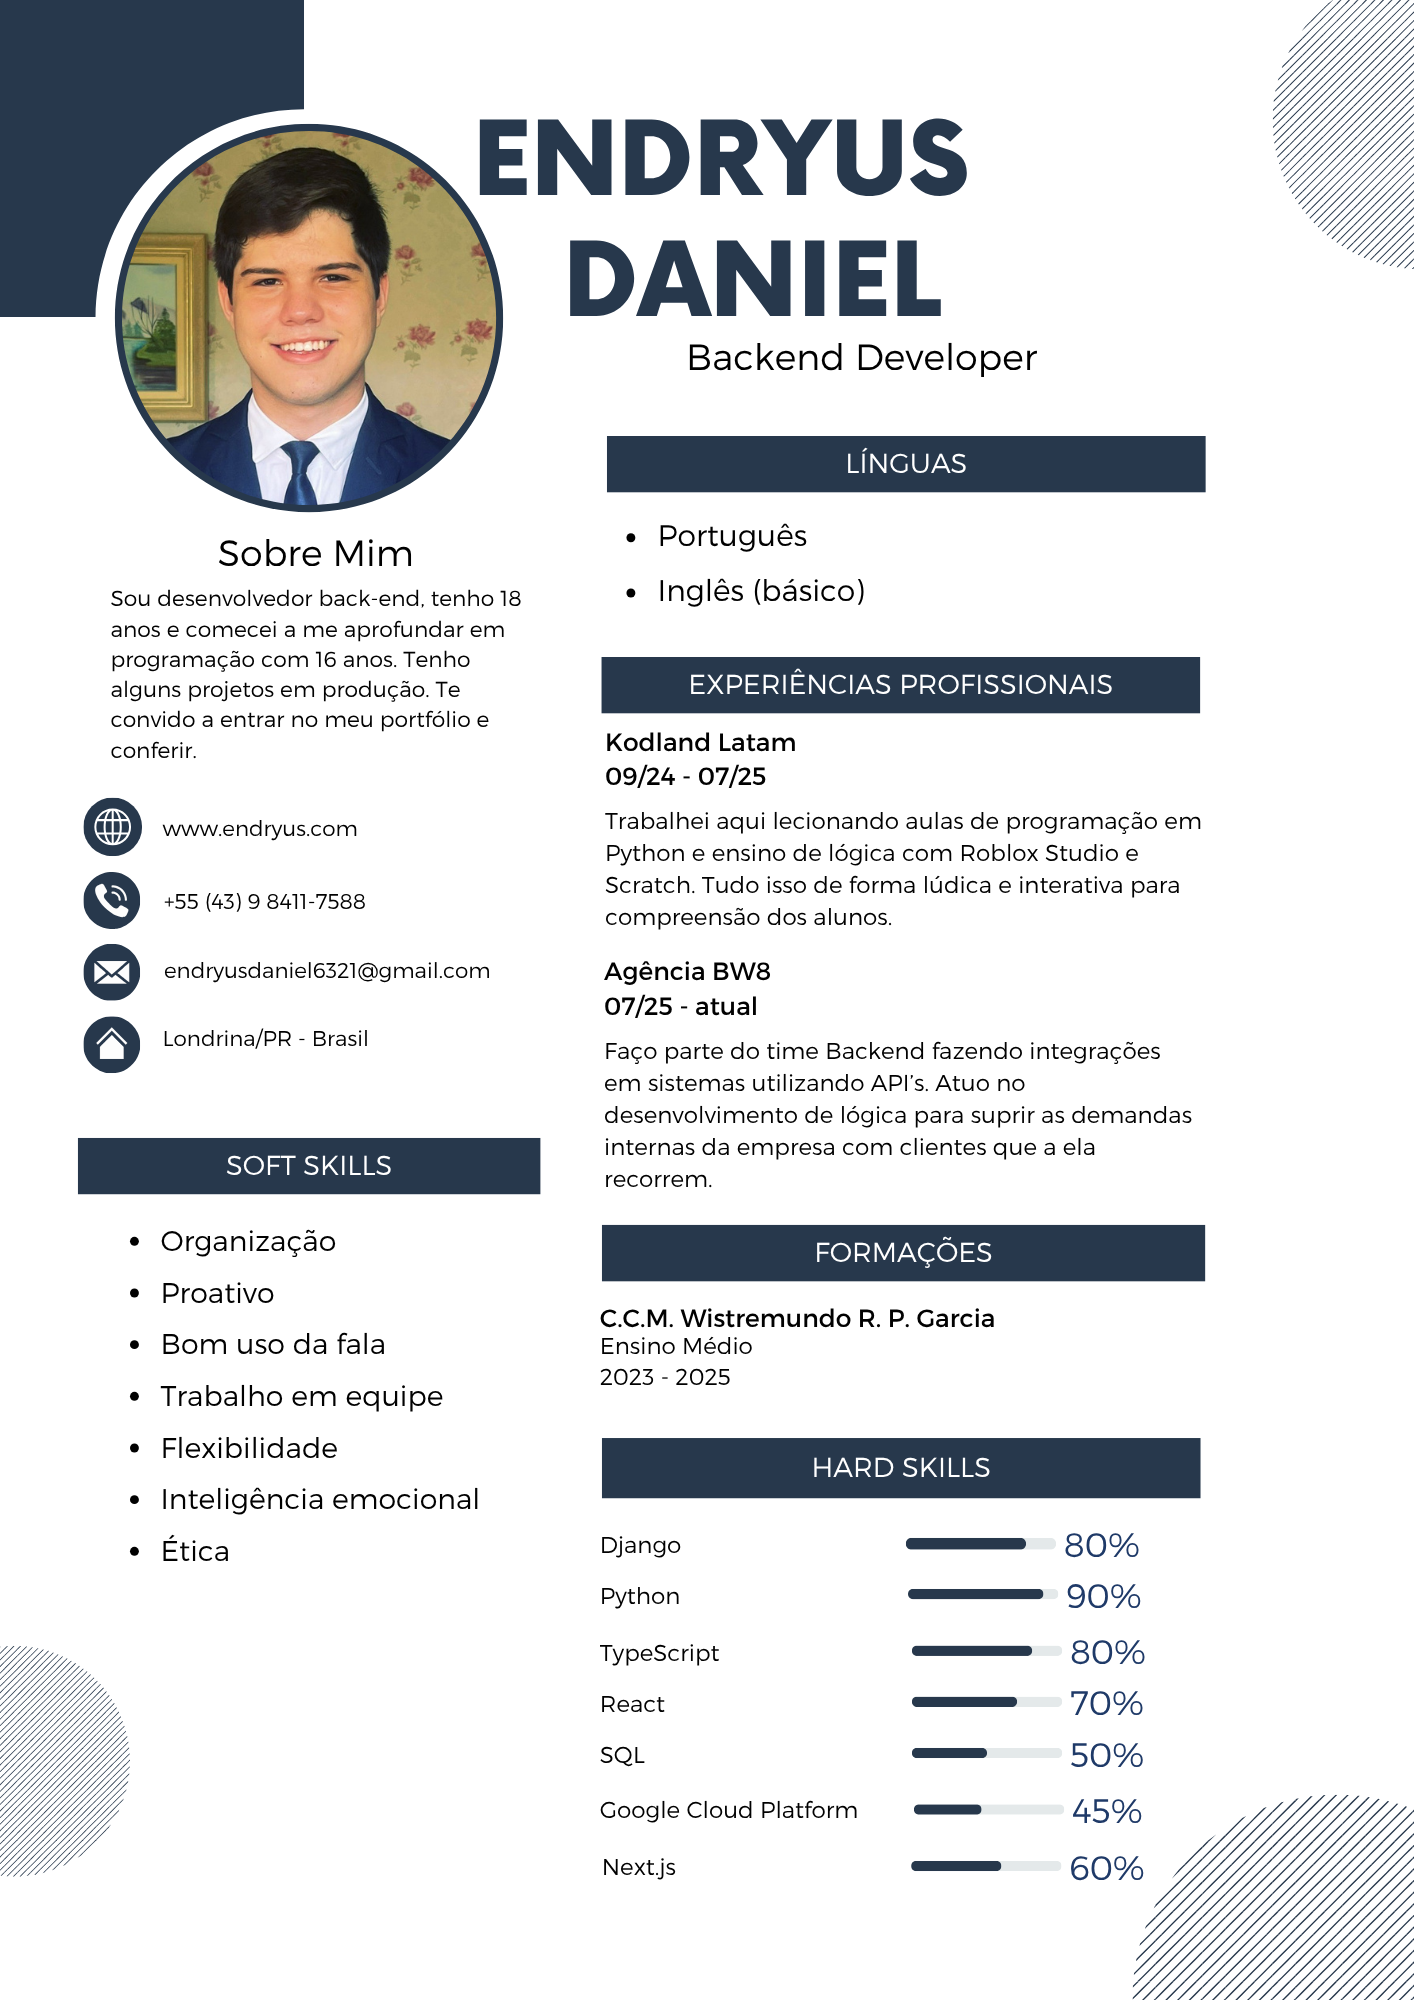 ENDRYUS
DANIEL
Backend Developer
Sobre Mim
Sou desenvolvedor back-end, tenho 18
anos e comecei a me aprofundar em
programação com 16 anos. Tenho
alguns projetos em produção. Te
convido a entrar no meu portfólio e
conferir.
www.endryus.com
+55 (43) 9 8411-7588
endryusdaniel6321@gmail.com
Londrina/PR - Brasil
SOFT SKILLS
• Organização
• Proativo
• Bom uso da fala
• Trabalho em equipe
• Flexibilidade
• Inteligência emocional
• Ética
LÍNGUAS
• Português
• Inglês (básico)
EXPERIÊNCIAS PROFISSIONAIS
Kodland Latam
09/24 - 07/25
Trabalhei aqui lecionando aulas de programação em
Python e ensino de lógica com Roblox Studio e
Scratch. Tudo isso de forma lúdica e interativa para
compreensão dos alunos.
Agência BW8
07/25 - atual
Faço parte do time Backend fazendo integrações
em sistemas utilizando API’s. Atuo no
desenvolvimento de lógica para suprir as demandas
internas da empresa com clientes que a ela
recorrem.
FORMAÇÕES
C.C.M. Wistremundo R. P. Garcia
Ensino Médio
2023 - 2025
HARD SKILLS
Django 80%
Python 90%
TypeScript 80%
React 70%
SQL 50%
Google Cloud Platform 45%
Next.js 60%